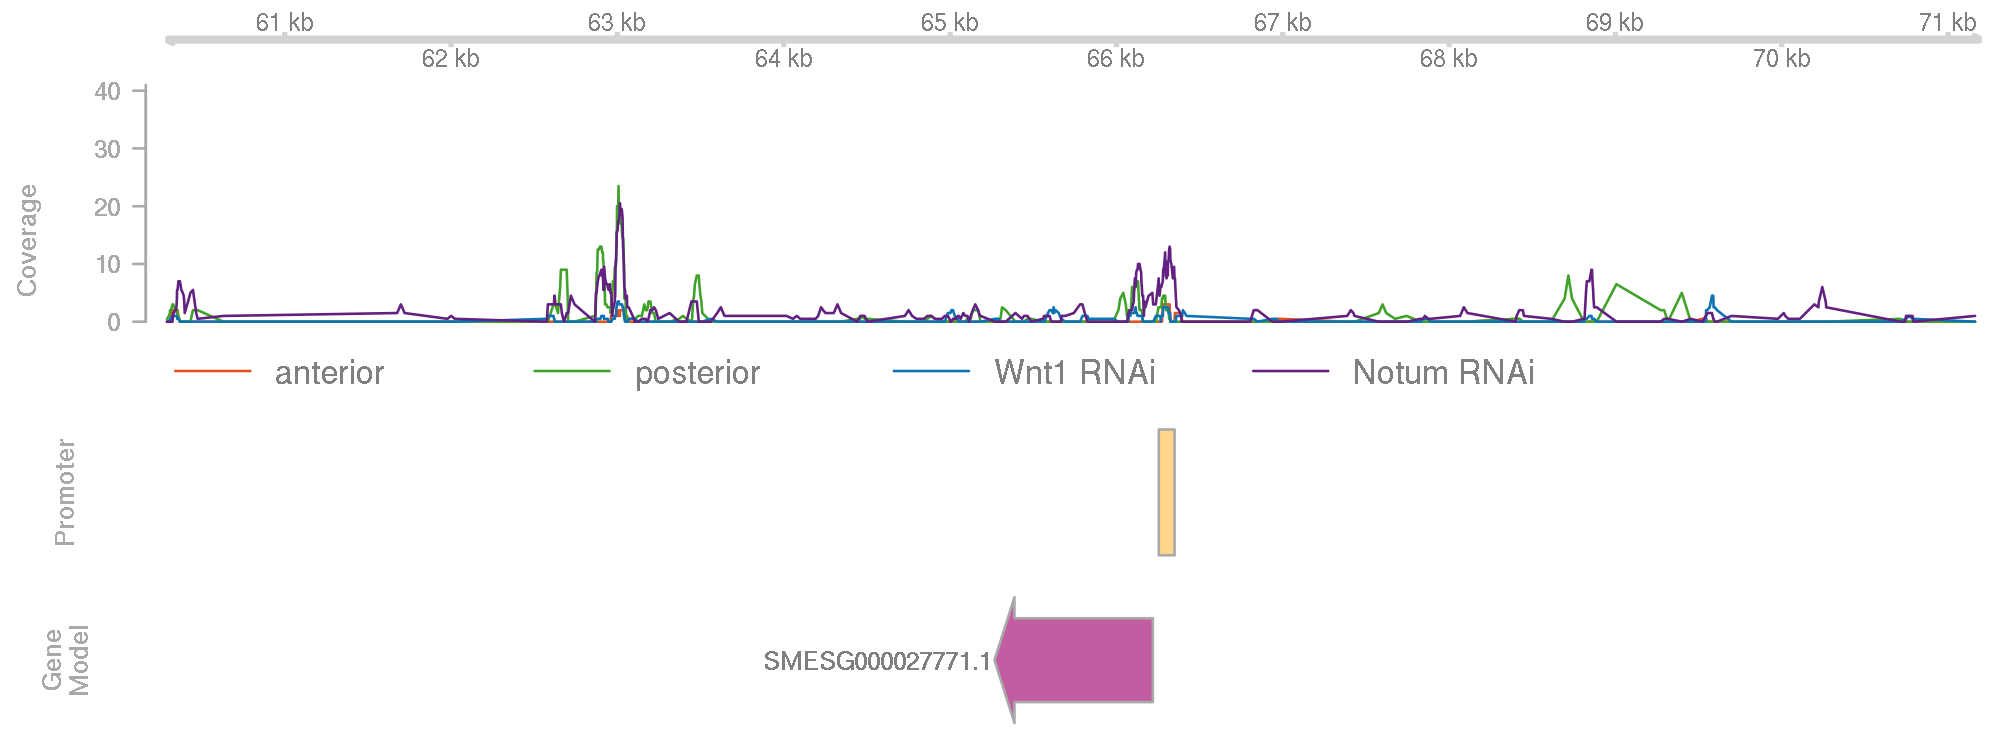 61 kb 63 kb 65 kb 67 kb 69 kb 71 kb
62 kb 64 kb 66 kb 68 kb 70 kb
40
30
20
10
0
Coverage
anterior posterior Wnt1 RNAi Notum RNAi
Promoter
Gene
Model
SMESG000027771.1